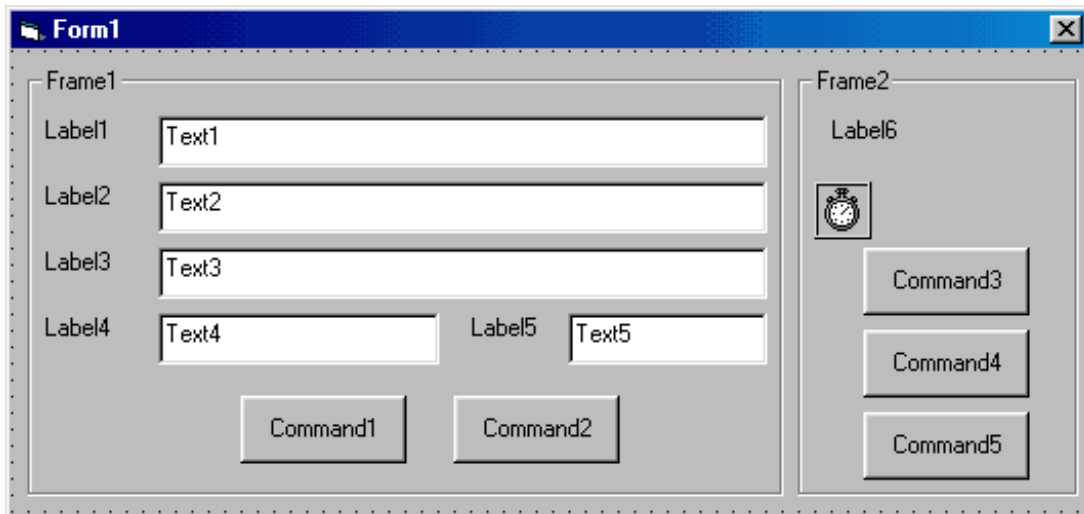 Form1
Frame1
Label1 Text1
Label2 Text2
Label3 Text3
Label4 Text4 Label5 Text5
Command1 Command2
Frame2
Label6
Command3
Command4
Command5